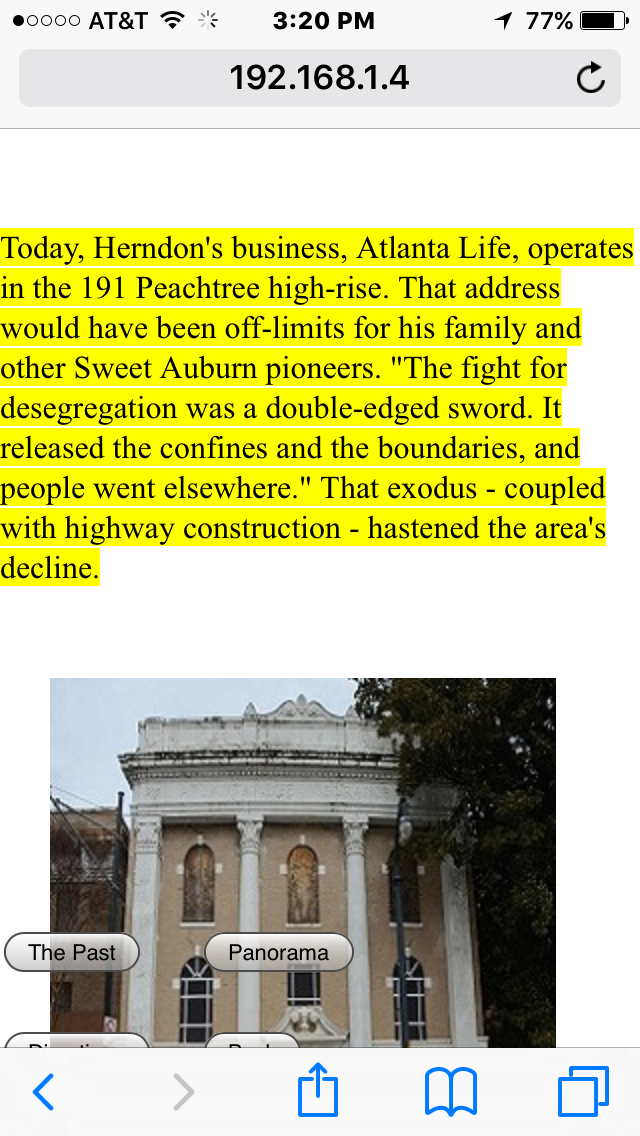 AT&T 3:20 PM 77%
192.168.1.4
Today, Herndon's business, Atlanta Life, operates
in the 191 Peachtree high-rise. That address
would have been off-limits for his family and
other Sweet Auburn pioneers. "The fight for
desegregation was a double-edged sword. It
released the confines and the boundaries, and
people went elsewhere." That exodus - coupled
with highway construction - hastened the area's
decline.
The Past Panorama